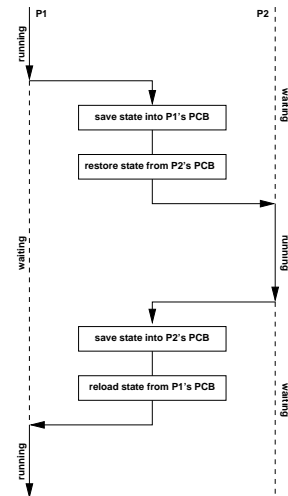 P1
P2
running
save state into P1's PCB
waiting
restore state from P2's PCB
waiting
running
save state into P2's PCB
reload state from P1's PCB
waiting
running